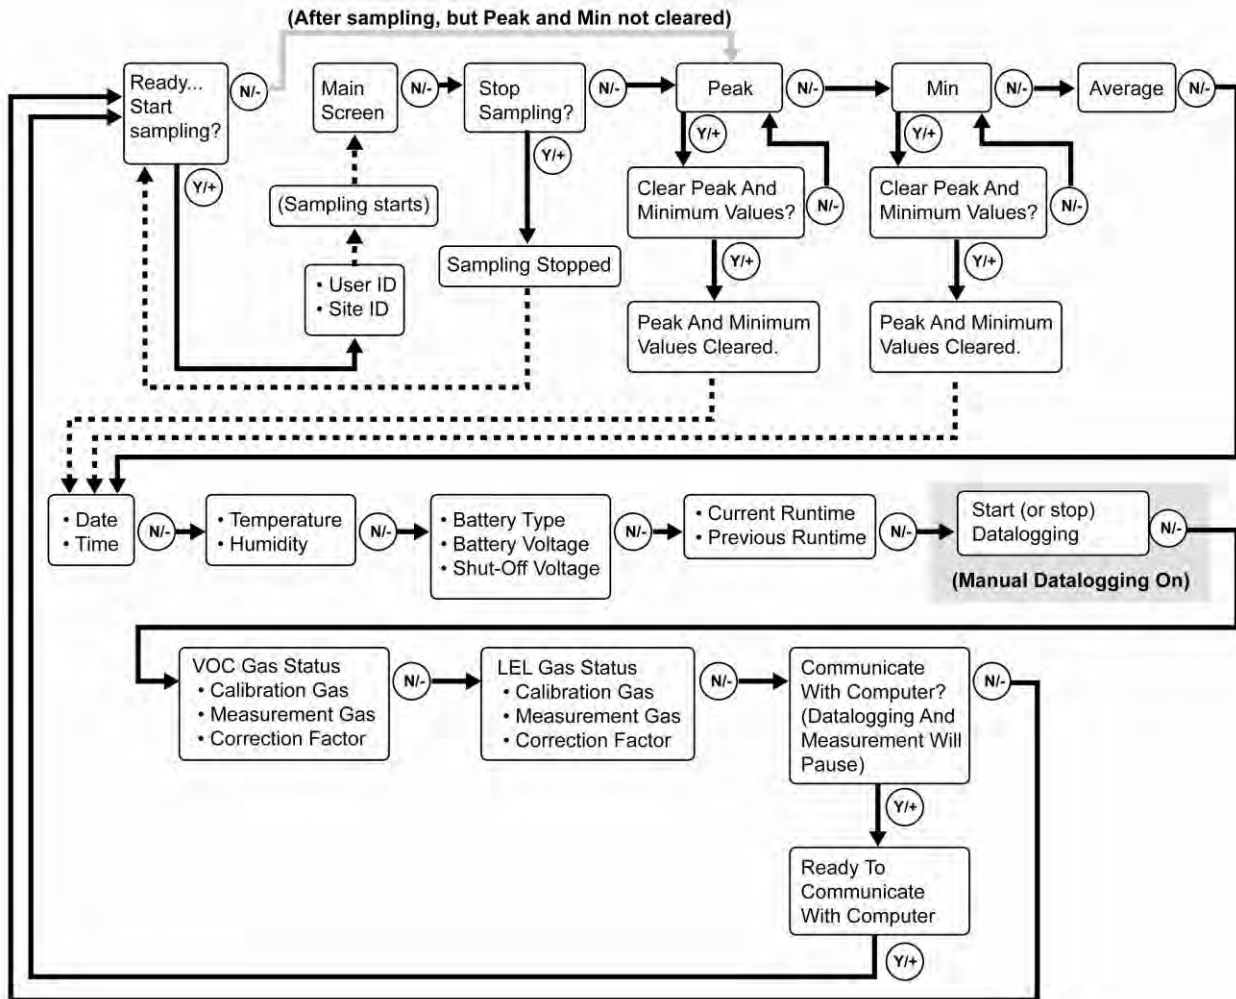 (After sampling, but Peak and Min not cleared)
Ready...
Start
sampling?
N/-
Y/+
Main
Screen
N/-
(Sampling starts)
• User ID
• Site ID
Stop
Sampling?
N/-
Y/+
Sampling Stopped
Peak
N/-
Y/+
Clear Peak And
Minimum Values?
N/-
Y/+
Peak And Minimum
Values Cleared.
Min
N/-
Y/+
Clear Peak And
Minimum Values?
N/-
Y/+
Peak And Minimum
Values Cleared.
Average
N/-
• Date
• Time
N/-
• Temperature
• Humidity
N/-
• Battery Type
• Battery Voltage
• Shut-Off Voltage
N/-
• Current Runtime
• Previous Runtime
N/-
Start (or stop)
Datalogging
N/-
(Manual Datalogging On)
VOC Gas Status
• Calibration Gas
• Measurement Gas
• Correction Factor
N/-
LEL Gas Status
• Calibration Gas
• Measurement Gas
• Correction Factor
N/-
Communicate
With Computer?
(Datalogging And
Measurement Will
Pause)
N/-
Y/+
Ready To
Communicate
With Computer
Y/+